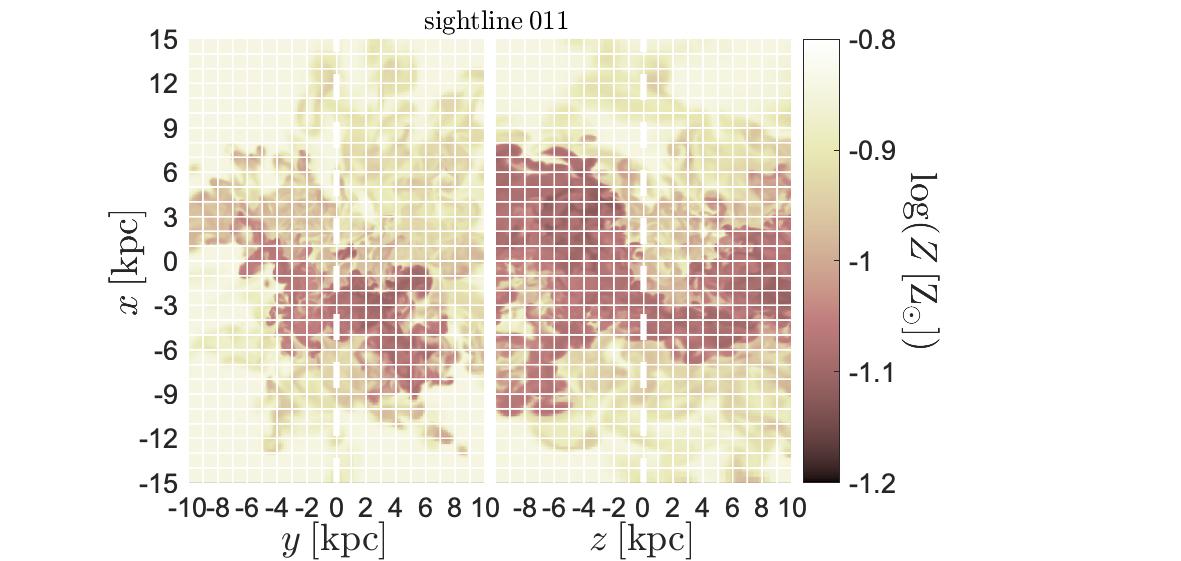 sightline 011
15
12
9
6
3
0
-3
-6
-9
-12
-15
x [kpc]
-10 -8 -6 -4 -2 0 2 4 6 8 10
y [kpc]
-8 -6 -4 -2 0 2 4 6 8 10
z [kpc]
-0.8
-0.9
-1
-1.1
-1.2
log(Z [Z⊙])